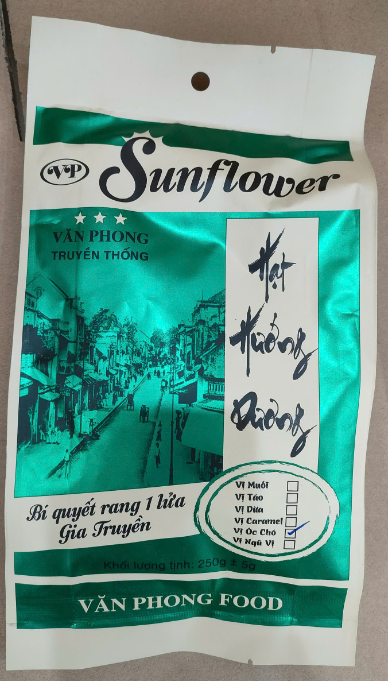 VP
Sunflower
VĂN PHONG
TRUYỀN THỐNG
Hạt
Hướng
Dương
Bí quyết rang 1 lửa
Gia Truyền
Vị Muối
Vị Táo
Vị Dừa
Vị Caramel
Vị Óc Chó
Vị Ngũ Vị
Khối lượng tịnh: 250g ± 5g
VĂN PHONG FOOD